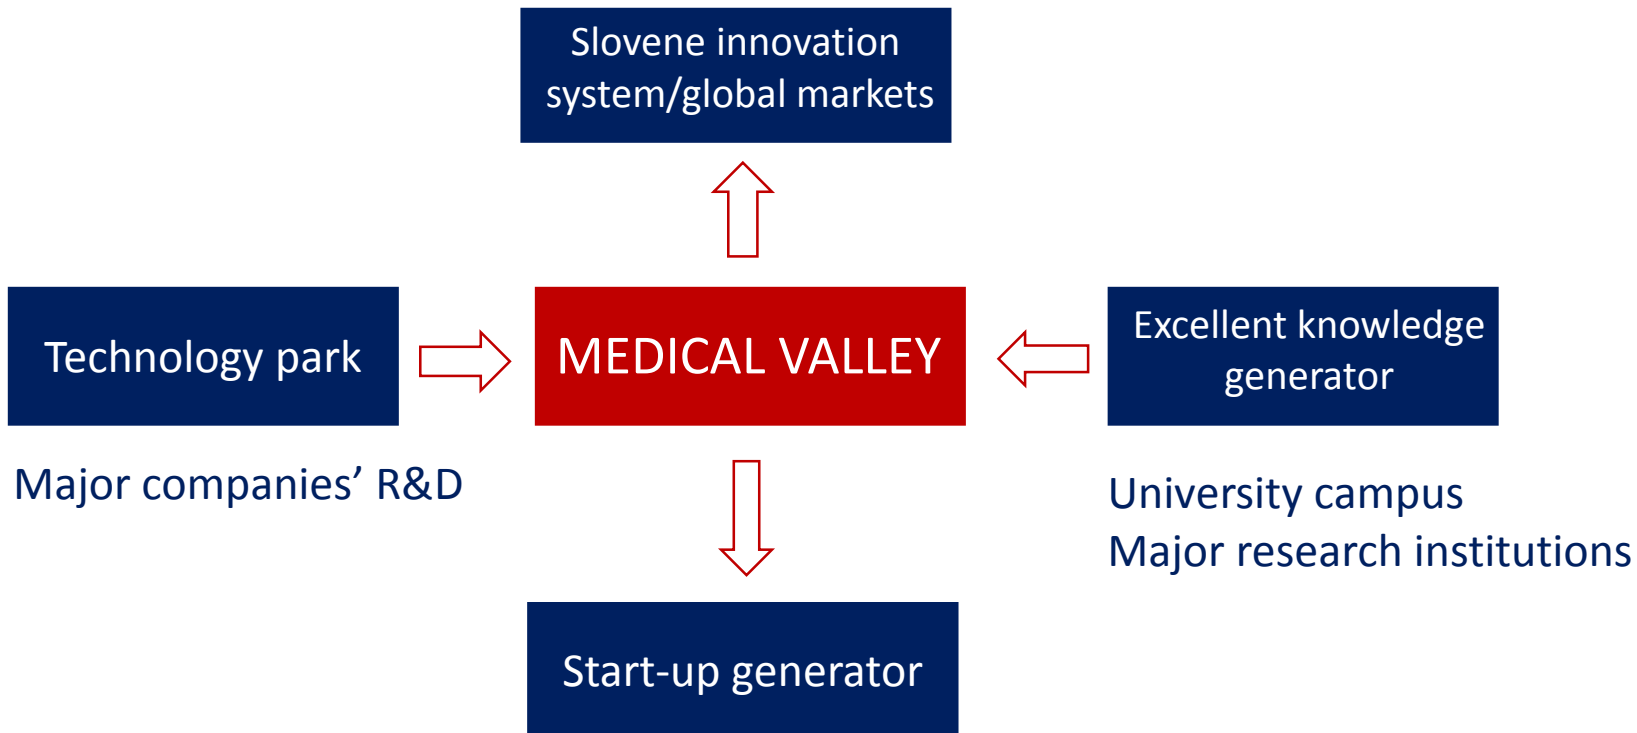 Slovene innovation
system/global markets
Technology park
MEDICAL VALLEY
Excellent knowledge
generator
Major companies’ R&D
University campus
Major research institutions
Start-up generator